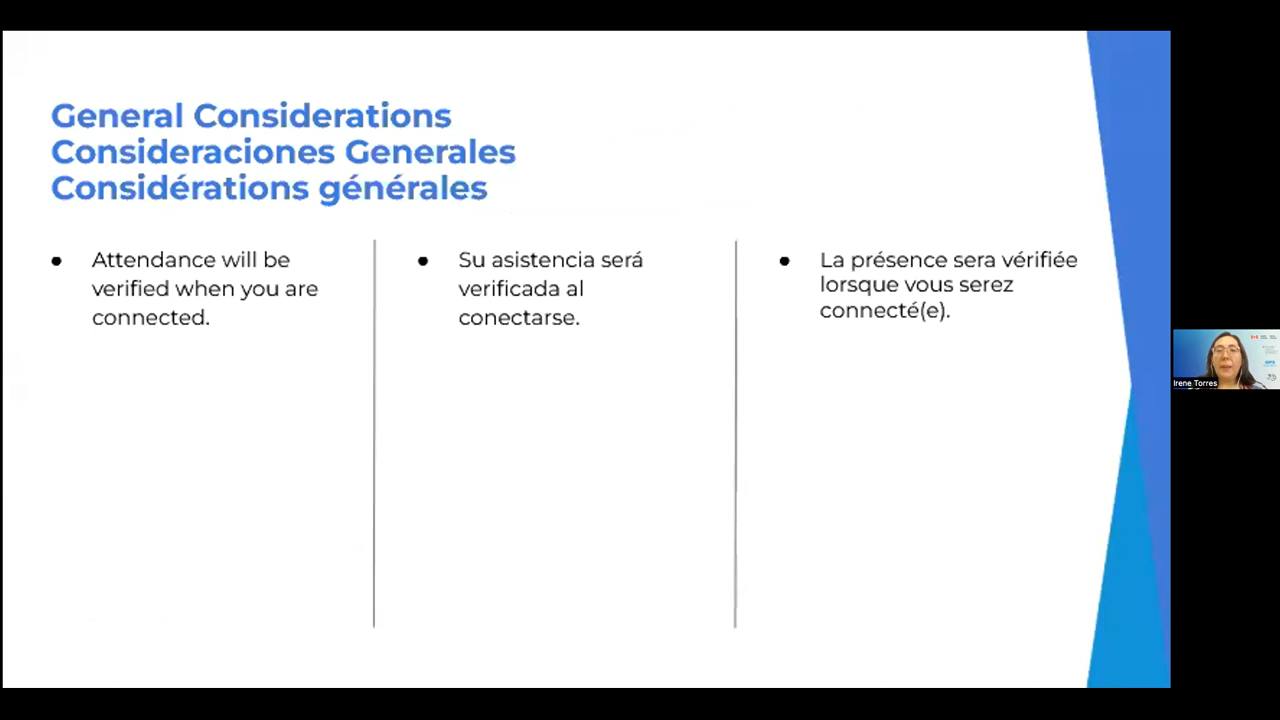 General Considerations
Consideraciones Generales
Considérations générales
● Attendance will be
verified when you are
connected.
● Su asistencia será
verificada al
conectarse.
● La présence sera vérifiée
lorsque vous serez
connecté(e).
Irene Torres